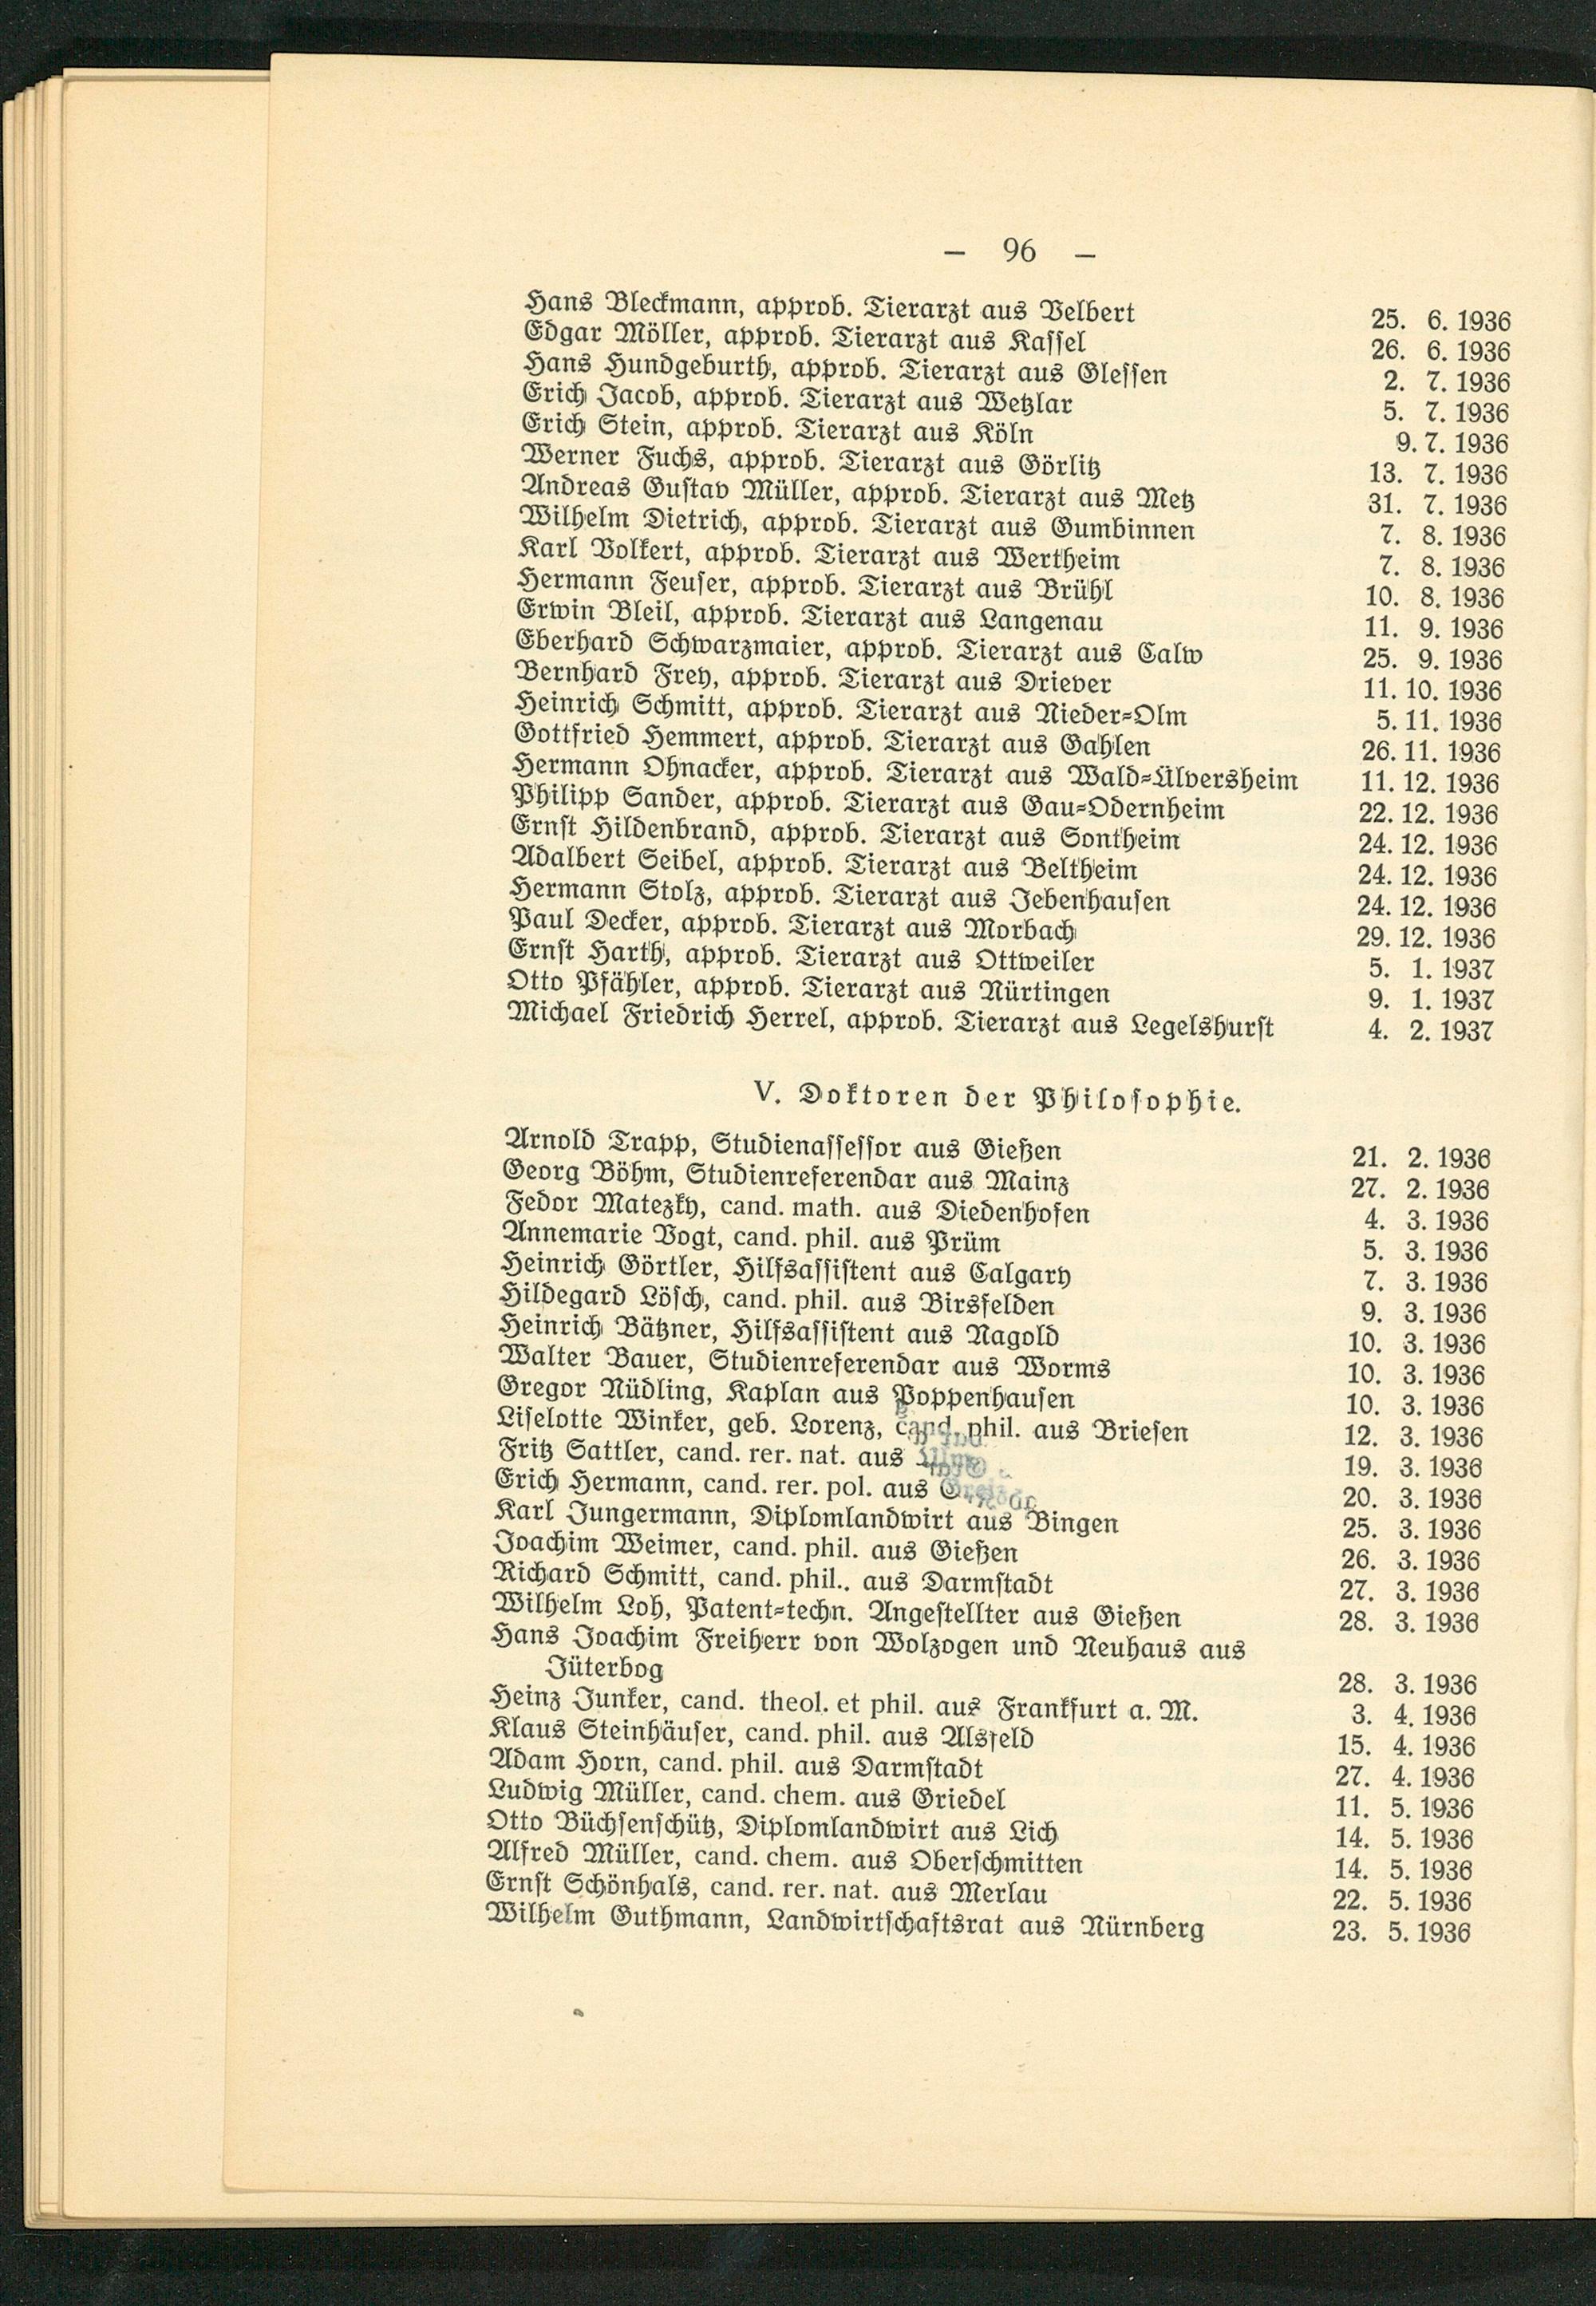 — 96 —
Hans Bleckmann, approb. Tierarzt aus Velbert 25. 6. 1936
Edgar Möller, approb. Tierarzt aus Kassel 26. 6. 1936
Hans Hundgeburth, approb. Tierarzt aus Glessen 2. 7. 1936
Erich Jacob, approb. Tierarzt aus Wetzlar 5. 7. 1936
Erich Stein, approb. Tierarzt aus Köln 9. 7. 1936
Werner Fuchs, approb. Tierarzt aus Görlitz 13. 7. 1936
Andreas Gustav Müller, approb. Tierarzt aus Metz 31. 7. 1936
Wilhelm Dietrich, approb. Tierarzt aus Gumbinnen 7. 8. 1936
Karl Volkert, approb. Tierarzt aus Wertheim 7. 8. 1936
Hermann Feuser, approb. Tierarzt aus Brühl 10. 8. 1936
Erwin Bleil, approb. Tierarzt aus Langenau 11. 9. 1936
Eberhard Schwarzmaier, approb. Tierarzt aus Calw 25. 9. 1936
Bernhard Frey, approb. Tierarzt aus Driever 11. 10. 1936
Heinrich Schmitt, approb. Tierarzt aus Nieder-Olm 5. 11. 1936
Gottfried Hemmert, approb. Tierarzt aus Gahlen 26. 11. 1936
Hermann Ohnacker, approb. Tierarzt aus Wald-Ülversheim 11. 12. 1936
Philipp Sander, approb. Tierarzt aus Gau-Odernheim 22. 12. 1936
Ernst Hildenbrand, approb. Tierarzt aus Sontheim 24. 12. 1936
Adalbert Seibel, approb. Tierarzt aus Beltheim 24. 12. 1936
Hermann Stolz, approb. Tierarzt aus Jebenhausen 24. 12. 1936
Paul Decker, approb. Tierarzt aus Morbach 29. 12. 1936
Ernst Harth, approb. Tierarzt aus Ottweiler 5. 1. 1937
Otto Pfähler, approb. Tierarzt aus Nürtingen 9. 1. 1937
Michael Friedrich Herrel, approb. Tierarzt aus Legelshurst 4. 2. 1937
V. Doktoren der Philosophie.
Arnold Trapp, Studienassessor aus Gießen 21. 2. 1936
Georg Böhm, Studienreferendar aus Mainz 27. 2. 1936
Fedor Matezky, cand. math. aus Diedenhofen 4. 3. 1936
Annemarie Vogt, cand. phil. aus Prüm 5. 3. 1936
Heinrich Görtler, Hilfsassistent aus Calgary 7. 3. 1936
Hildegard Lösch, cand. phil. aus Birsfelden 9. 3. 1936
Heinrich Bätzner, Hilfsassistent aus Nagold 10. 3. 1936
Walter Bauer, Studienreferendar aus Worms 10. 3. 1936
Gregor Nüdling, Kaplan aus Poppenhausen 10. 3. 1936
Liselotte Winker, geb. Lorenz, cand. phil. aus Briesen 12. 3. 1936
Fritz Sattler, cand. rer. nat. aus 19. 3. 1936
Erich Hermann, cand. rer. pol. aus 20. 3. 1936
Karl Jungermann, Diplomlandwirt aus Bingen 25. 3. 1936
Joachim Weimer, cand. phil. aus Gießen 26. 3. 1936
Richard Schmitt, cand. phil.. aus Darmstadt 27. 3. 1936
Wilhelm Loh, Patent-techn. Angestellter aus Gießen 28. 3. 1936
Hans Joachim Freiherr von Wolzogen und Neuhaus aus
Jüterbog 28. 3. 1936
Heinz Junker, cand. theol. et phil. aus Frankfurt a. M. 3. 4. 1936
Klaus Steinhäuser, cand. phil. aus Alsfeld 15. 4. 1936
Adam Horn, cand. phil. aus Darmstadt 27. 4. 1936
Ludwig Müller, cand. chem. aus Griedel 11. 5. 1936
Otto Büchsenschütz, Diplomlandwirt aus Lich 14. 5. 1936
Alfred Müller, cand. chem. aus Oberschmitten 14. 5. 1936
Ernst Schönhals, cand. rer. nat. aus Merlau 22. 5. 1936
Wilhelm Guthmann, Landwirtschaftsrat aus Nürnberg 23. 5. 1936